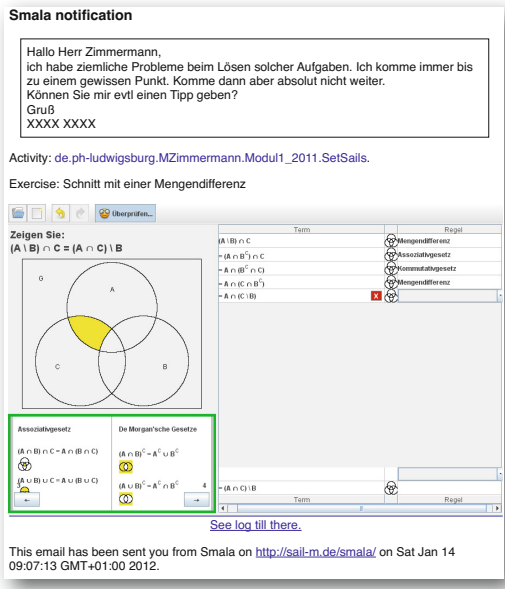 Smala notification
Hallo Herr Zimmermann,
ich habe ziemliche Probleme beim Lösen solcher Aufgaben. Ich komme immer bis
zu einem gewissen Punkt. Komme dann aber absolut nicht weiter.
Können Sie mir evtl einen Tipp geben?
Gruß
XXXX XXXX
Activity: de.ph-ludwigsburg.MZimmermann.Modul1_2011.SetSails.
Exercise: Schnitt mit einer Mengendifferenz
Überprüfen...
Zeigen Sie:
(A \ B) ∩ C = (A ∩ C) \ B
G
A
C
B
Term Regel
(A \ B) ∩ C Mengendifferenz
= (A ∩ B^C) ∩ C Assoziativgesetz
= A ∩ (B^C ∩ C) Kommutativgesetz
= A ∩ (C ∩ B^C) Mengendifferenz
= A ∩ (C \ B) X
= (A ∩ C) \ B
Term Regel
Assoziativgesetz
(A ∩ B) ∩ C = A ∩ (B ∩ C)
(A ∪ B) ∪ C = A ∪ (B ∪ C)
3
←
De Morgan'sche Gesetze
(A ∩ B)^C = A^C ∪ B^C
(A ∪ B)^C = A^C ∩ B^C
4
→
See log till there.
This email has been sent you from Smala on http://sail-m.de/smala/ on Sat Jan 14
09:07:13 GMT+01:00 2012.